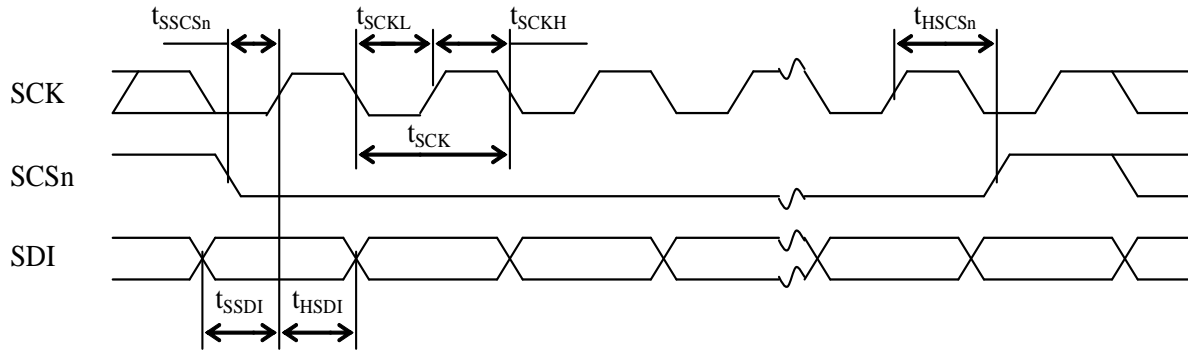 tSSCSn tSCKL tSCKH tHSCSn
SCK
tSCK
SCSn
SDI
tSSDI tHSDI